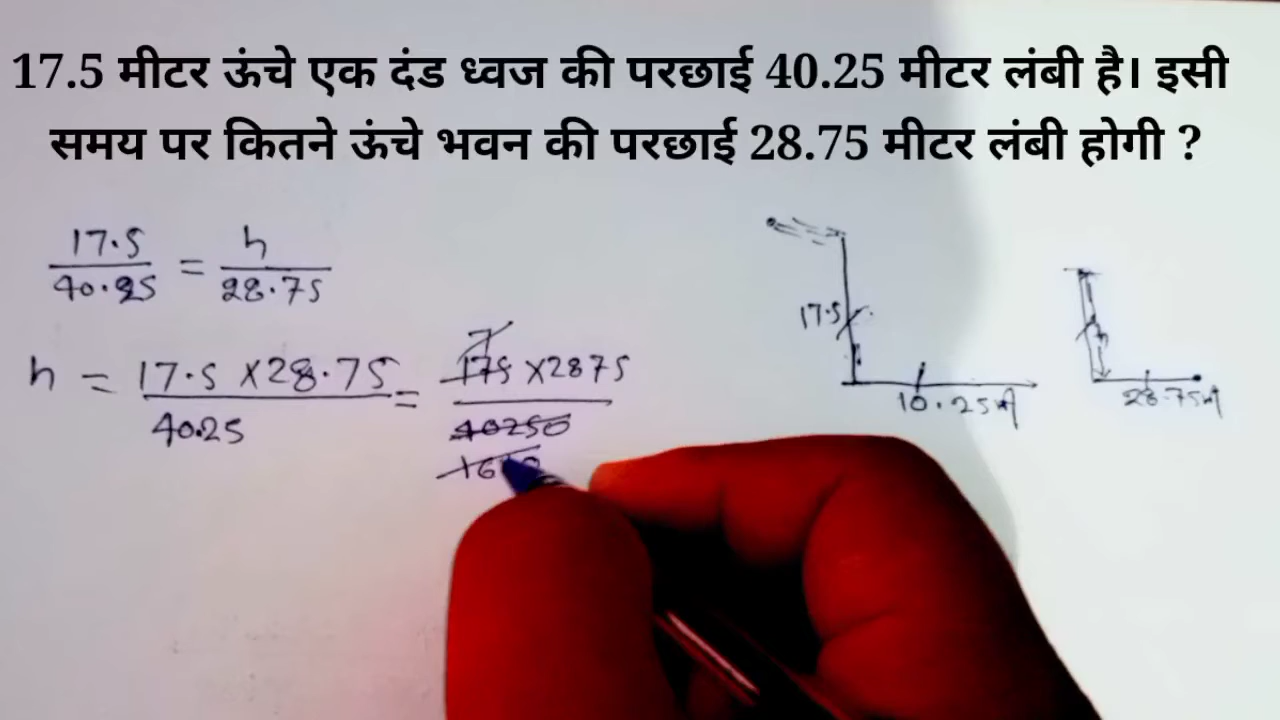 17.5 मीटर ऊंचे एक दंड ध्वज की परछाई 40.25 मीटर लंबी है। इसी
समय पर कितने ऊंचे भवन की परछाई 28.75 मीटर लंबी होगी ?
17.5 / 40.25 = h / 28.75
h = 17.5 × 28.75 / 40.25 = 175 × 2875 / 40250
7
17.5
10.25मी
28.75मी